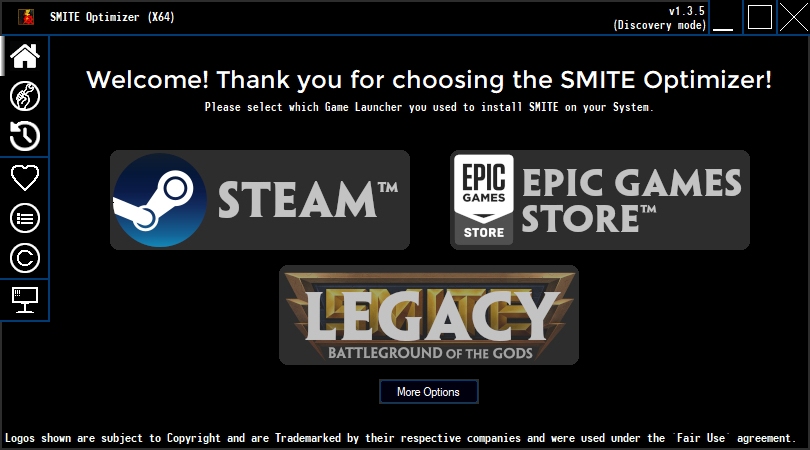 SMITE Optimizer (X64)
v1.3.5
(Discovery mode)
Welcome! Thank you for choosing the SMITE Optimizer!
Please select which Game Launcher you used to install SMITE on your System.
STEAM™
EPIC
GAMES
STORE
EPIC GAMES
STORE™
SMITE
LEGACY
BATTLEGROUND OF THE GODS
More Options
Logos shown are subject to Copyright and are Trademarked by their respective companies and were used under the `Fair Use` agreement.